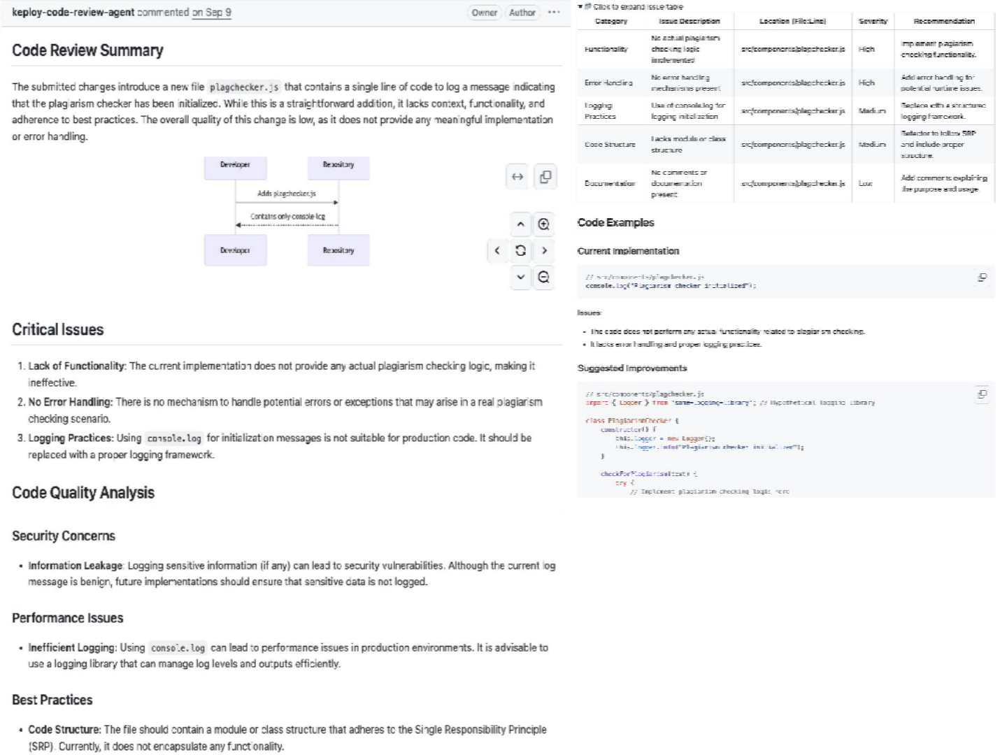 keploy-code-review-agent commented on Sep 9
Owner
Author
Code Review Summary
The submitted changes introduce a new file plagchecker.js that contains a single line of code to log a message indicating
that the plagiarism checker has been initialized. While this is a straightforward addition, it lacks context, functionality, and
adherence to best practices. The overall quality of this change is low, as it does not provide any meaningful implementation
or error handling.
Developer
Repository
Adds plagchecker.js
Contains only console log
Developer
Repository
Critical Issues
1. Lack of Functionality: The current implementation does not provide any actual plagiarism checking logic, making it
ineffective.
2. No Error Handling: There is no mechanism to handle potential errors or exceptions that may arise in a real plagiarism
checking scenario.
3. Logging Practices: Using console.log for initialization messages is not suitable for production code. It should be
replaced with a proper logging framework.
Code Quality Analysis
Security Concerns
• Information Leakage: Logging sensitive information (if any) can lead to security vulnerabilities. Although the current log
message is benign, future implementations should ensure that sensitive data is not logged.
Performance Issues
• Inefficient Logging: Using console.log can lead to performance issues in production environments. It is advisable to
use a logging library that can manage log levels and outputs efficiently.
Best Practices
• Code Structure: The file should contain a module or class structure that adheres to the Single Responsibility Principle
(SRP). Currently, it does not encapsulate any functionality.
Click to expand issue table
Category Issue Description Location (File:Line) Severity Recommendation
Functionality No actual plagiarism checking logic implemented src/components/plagchecker.js High Implement plagiarism checking functionality.
Error Handling No error handling mechanisms present src/components/plagchecker.js High Add error handling for potential runtime issues.
Logging Practices Use of console.log for logging initialization src/components/plagchecker.js Medium Replace with a structured logging framework.
Code Structure Lacks module or class structure src/components/plagchecker.js Medium Refactor to follow SRP and include proper structure.
Documentation No comments or documentation present src/components/plagchecker.js Low Add comments explaining the purpose and usage.
Code Examples
Current Implementation
// src/components/plagchecker.js
console.log("Plagiarism checker initialized");
Issues:
• The code does not perform any actual functionality related to plagiarism checking.
• It lacks error handling and proper logging practices.
Suggested Improvements
// src/components/plagchecker.js
import { Logger } from 'some-logging-library'; // Hypothetical logging library
class PlagiarismChecker {
constructor() {
this.logger = new Logger();
this.logger.info("Plagiarism checker initialized");
}
checkForPlagiarism(text) {
try {
// Implement plagiarism checking logic here